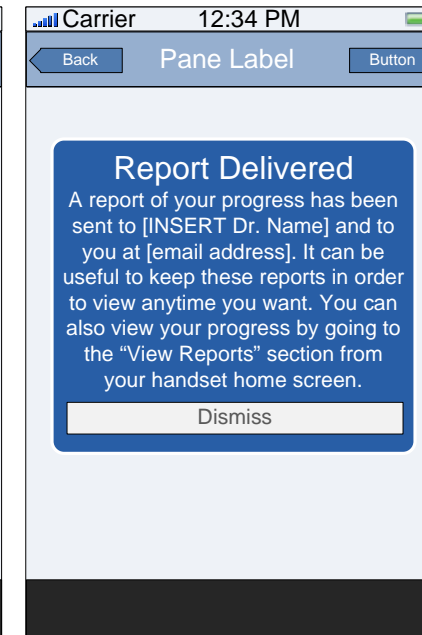 Carrier 12:34 PM
Back Pane Label Button
Report Delivered
A report of your progress has been
sent to [INSERT Dr. Name] and to
you at [email address]. It can be
useful to keep these reports in order
to view anytime you want. You can
also view your progress by going to
the “View Reports” section from
your handset home screen.
Dismiss